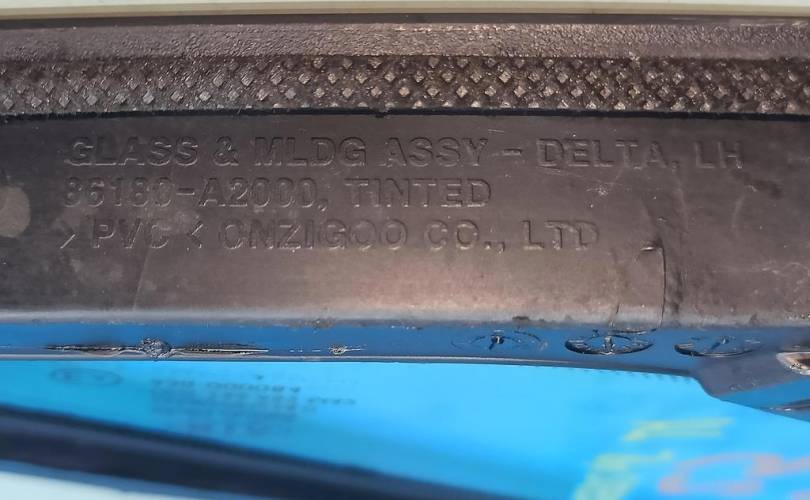 GLASS & MLDG ASSY - DELTA, LH
86180-A2000, TINTED
> PVC < CNZIGOO CO., LTD